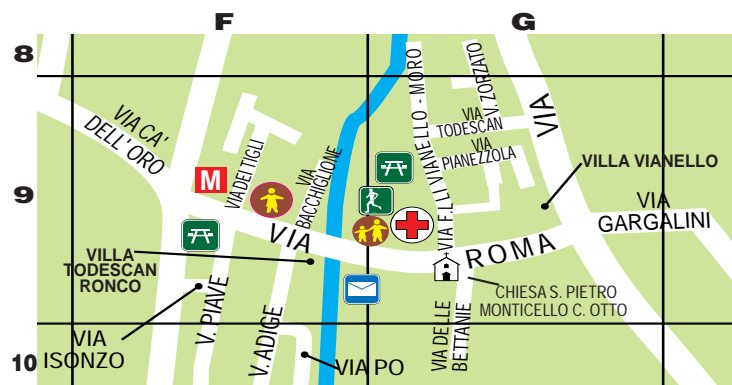 F
G
8
9
10
VIA CA'
DELL'ORO
M
VIA DEI TIGLI
VIA
BACCHIGLIONE
VIA F.LLI VIANELLO - MORO
V. ZORZATO
VIA
TODESCAN
VIA
PIANEZZOLA
VIA
VILLA VIANELLO
VIA
GARGALINI
VIA
ROMA
VILLA
TODESCAN
RONCO
CHIESA S. PIETRO
MONTICELLO C. OTTO
V. PIAVE
V. ADIGE
VIA DELLE
BETTANIE
VIA
ISONZO
VIA PO